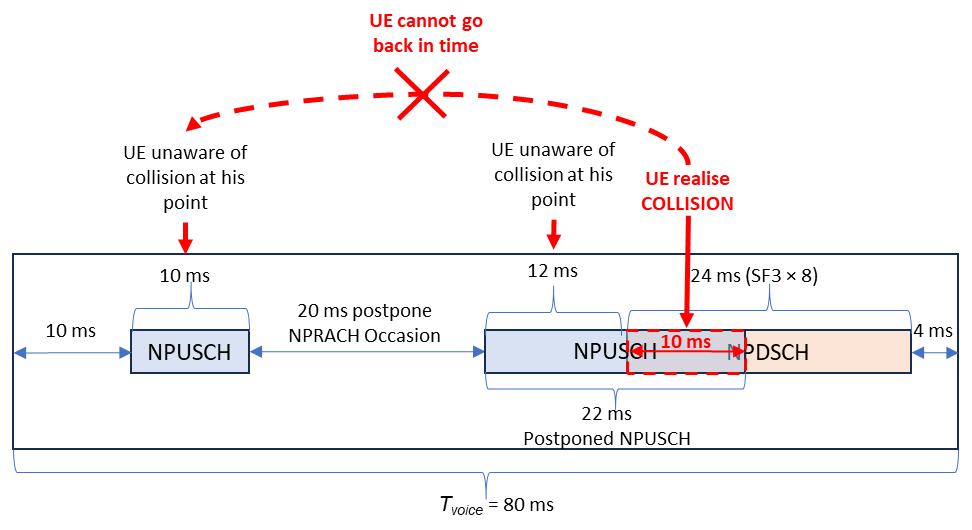 UE cannot go
back in time
UE unaware of
collision at his
point
UE unaware of
collision at his
point
UE realise
COLLISION
10 ms
12 ms
24 ms (SF3 × 8)
10 ms
20 ms postpone
NPRACH Occasion
4 ms
NPUSCH
NPUSCH
10 ms
NPDSCH
22 ms
Postponed NPUSCH
Tvoice = 80 ms